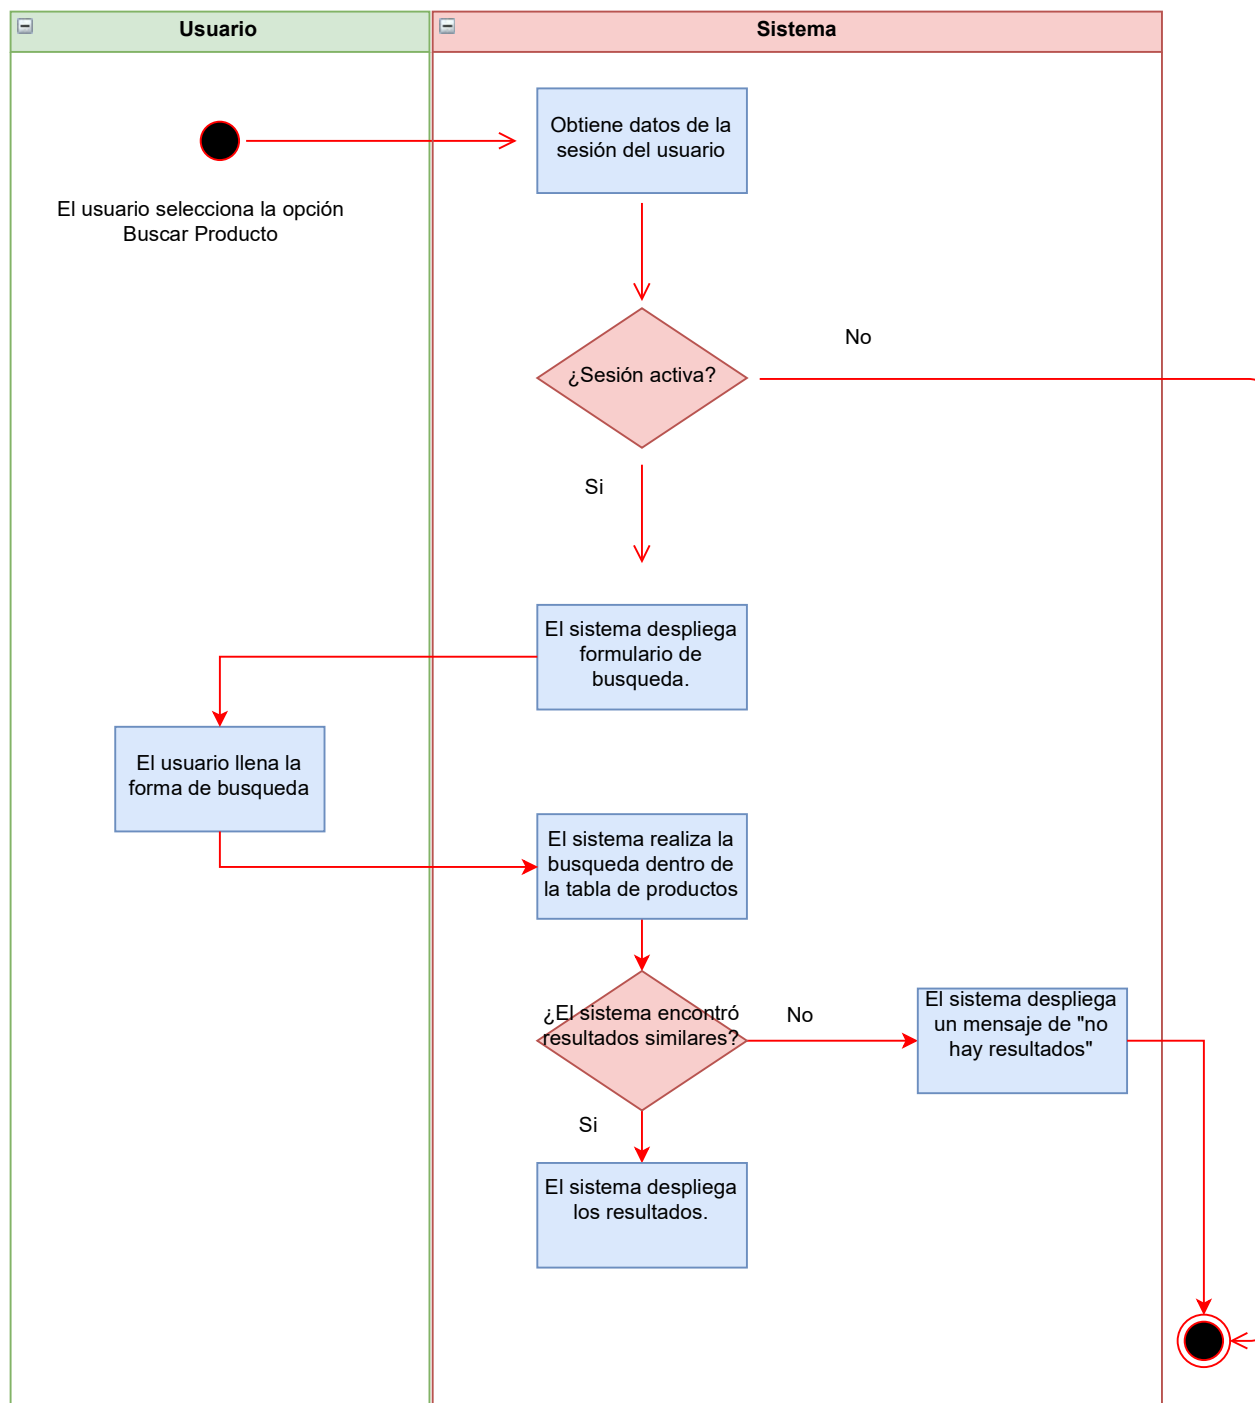 Usuario
Sistema
Obtiene datos de la
sesión del usuario
El usuario selecciona la opción
Buscar Producto
No
¿Sesión activa?
Si
El sistema despliega
formulario de
busqueda.
El usuario llena la
forma de busqueda
El sistema realiza la
busqueda dentro de
la tabla de productos
¿El sistema encontró
resultados similares?
No
El sistema despliega
un mensaje de "no
hay resultados"
Si
El sistema despliega
los resultados.